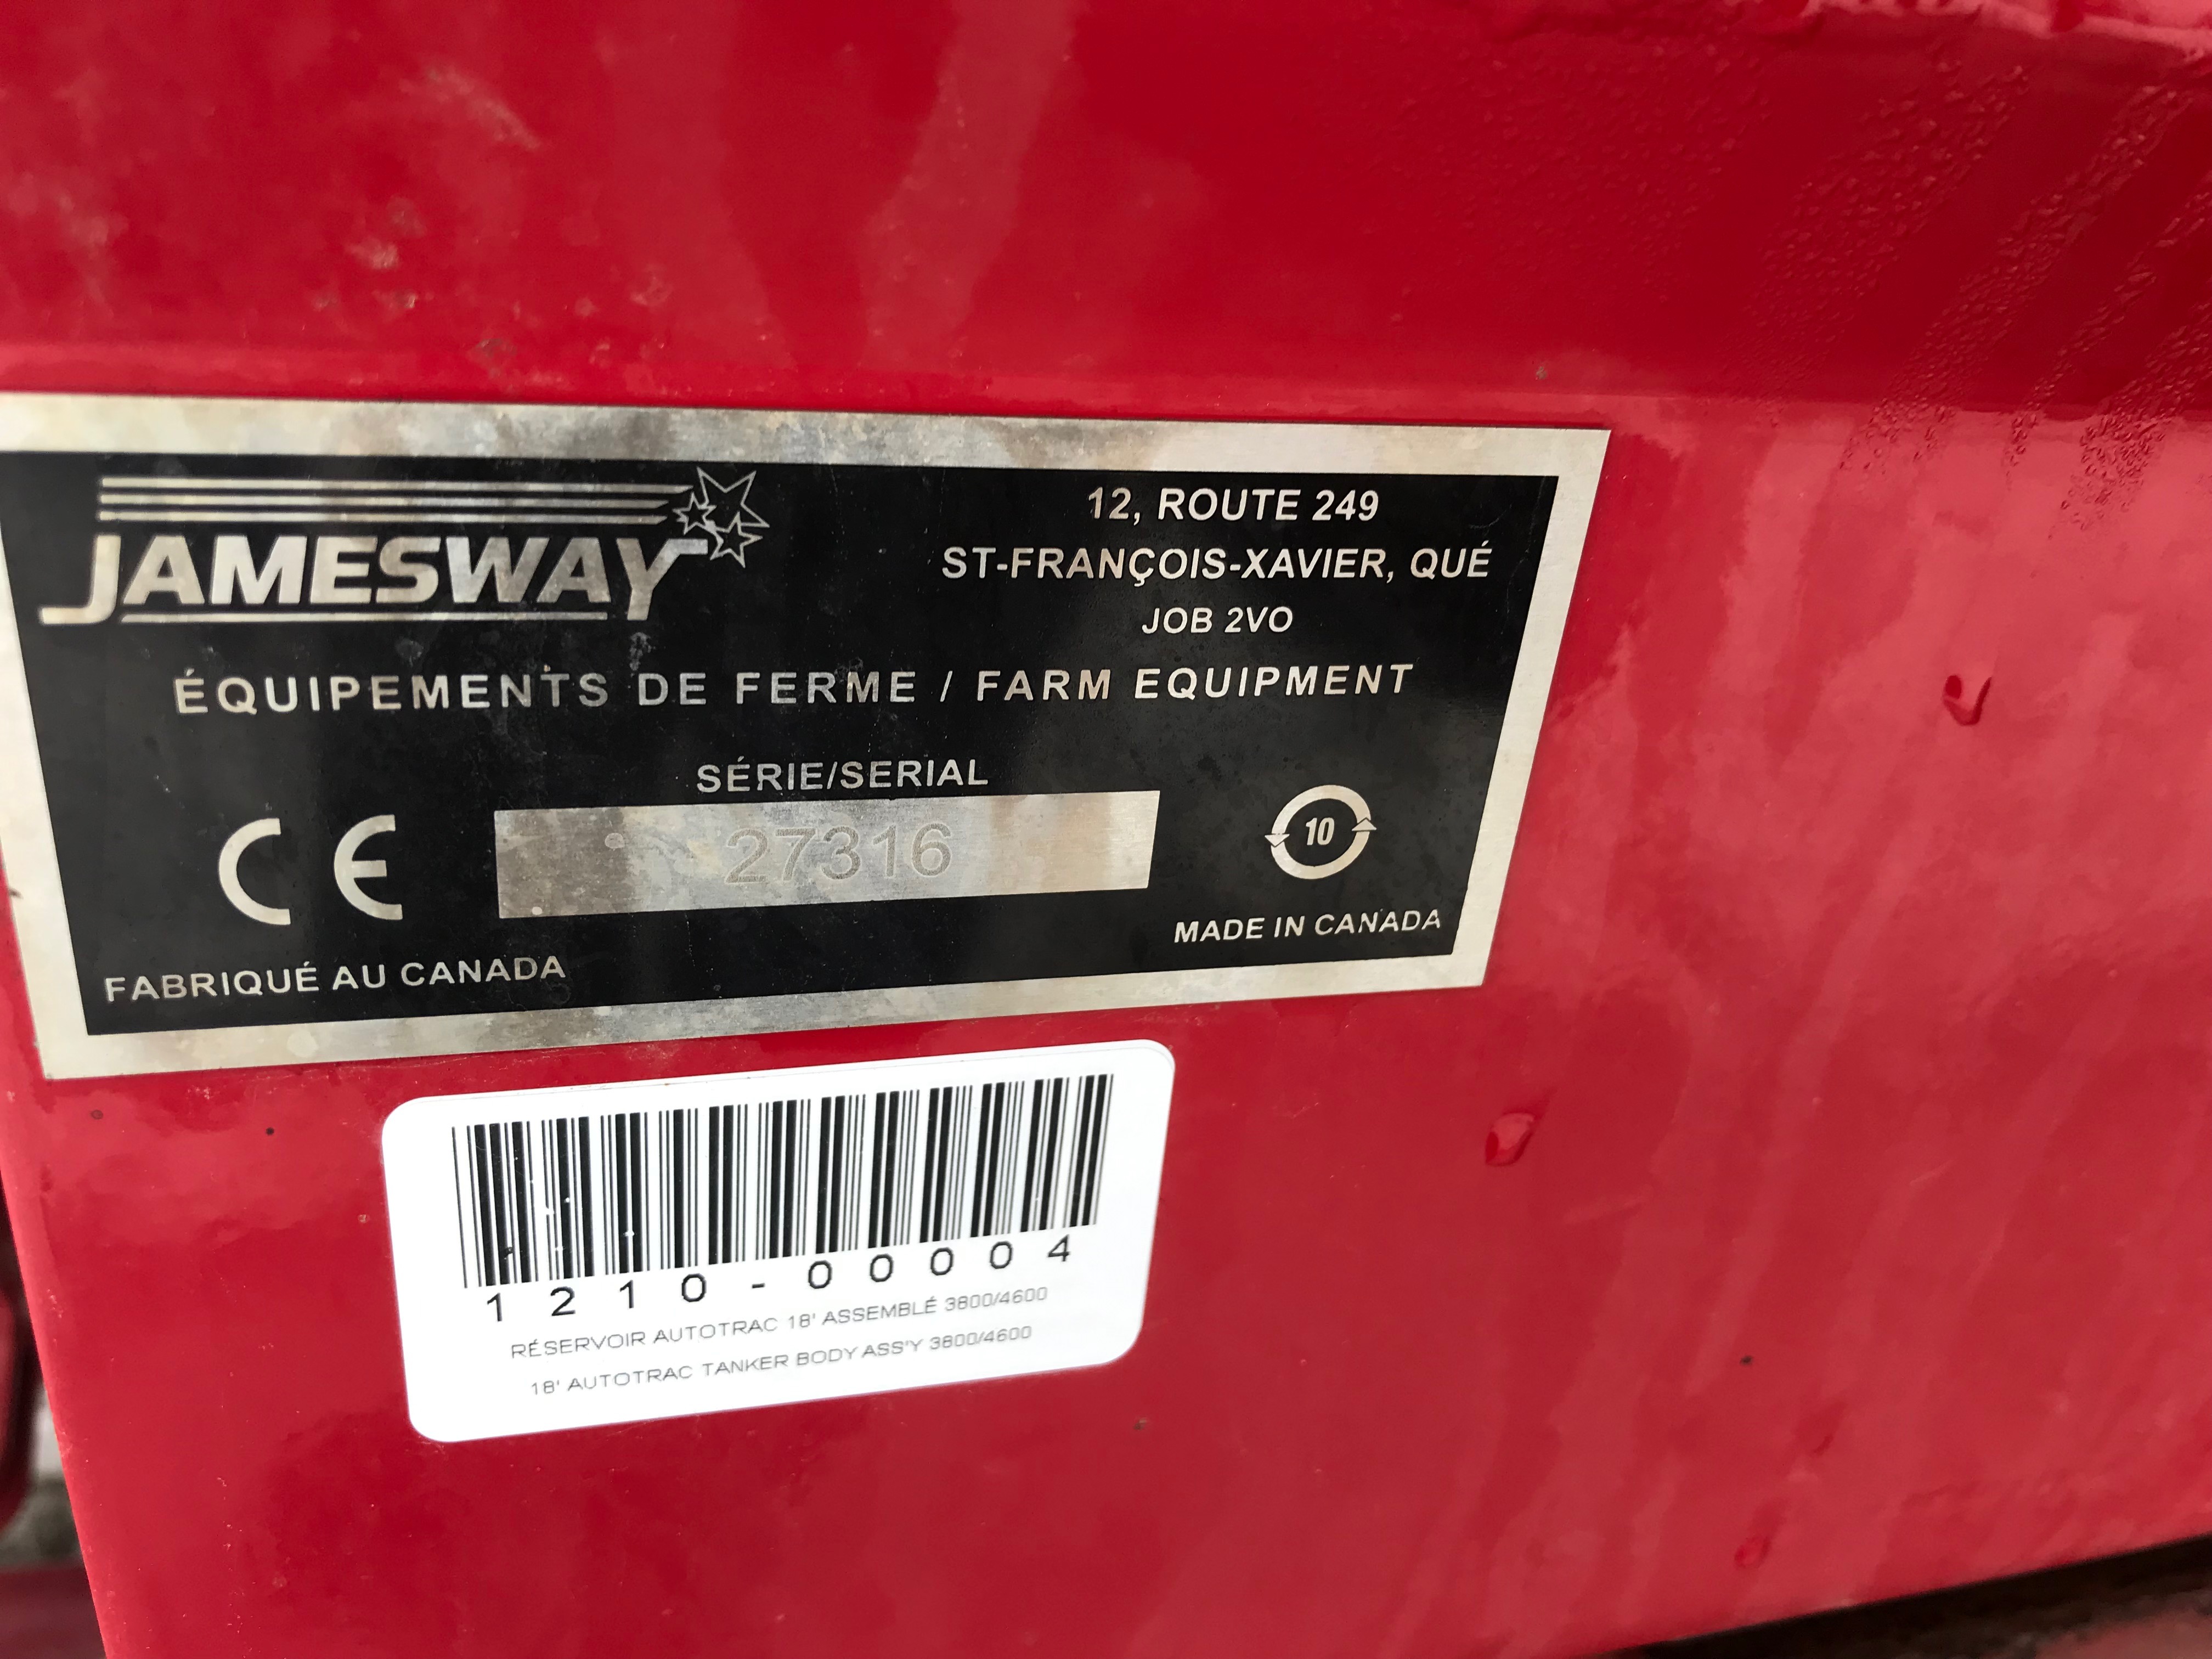 JAMESWAY
12, ROUTE 249
ST-FRANÇOIS-XAVIER, QUÉ
JOB 2VO
ÉQUIPEMENTS DE FERME / FARM EQUIPMENT
SÉRIE/SERIAL
CE
27316
10
FABRIQUÉ AU CANADA
MADE IN CANADA
1210-00004
RÉSERVOIR AUTOTRAC 18' ASSEMBLÉ 3800/4600
18' AUTOTRAC TANKER BODY ASS'Y 3800/4600